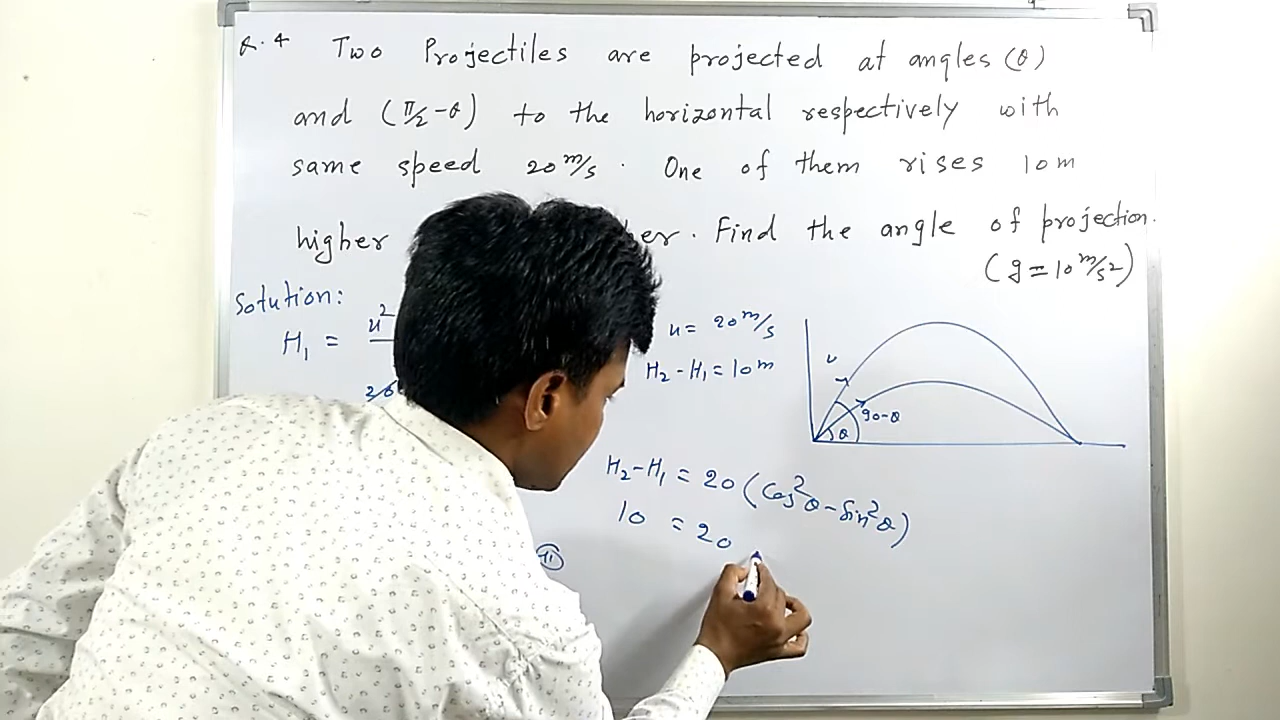 Q.4 Two Projectiles are projected at angles (θ)
and (π/2 - θ) to the horizontal respectively with
same speed 20 m/s . One of them rises 10 m
higher er . Find the angle of projection.
(g = 10 m/s²)
Solution:
H₁ = u²
u = 20 m/s
H₂ - H₁ = 10 m
u
90-θ
θ
H₂ - H₁ = 20 (Cos²θ - Sin²θ)
10 = 20